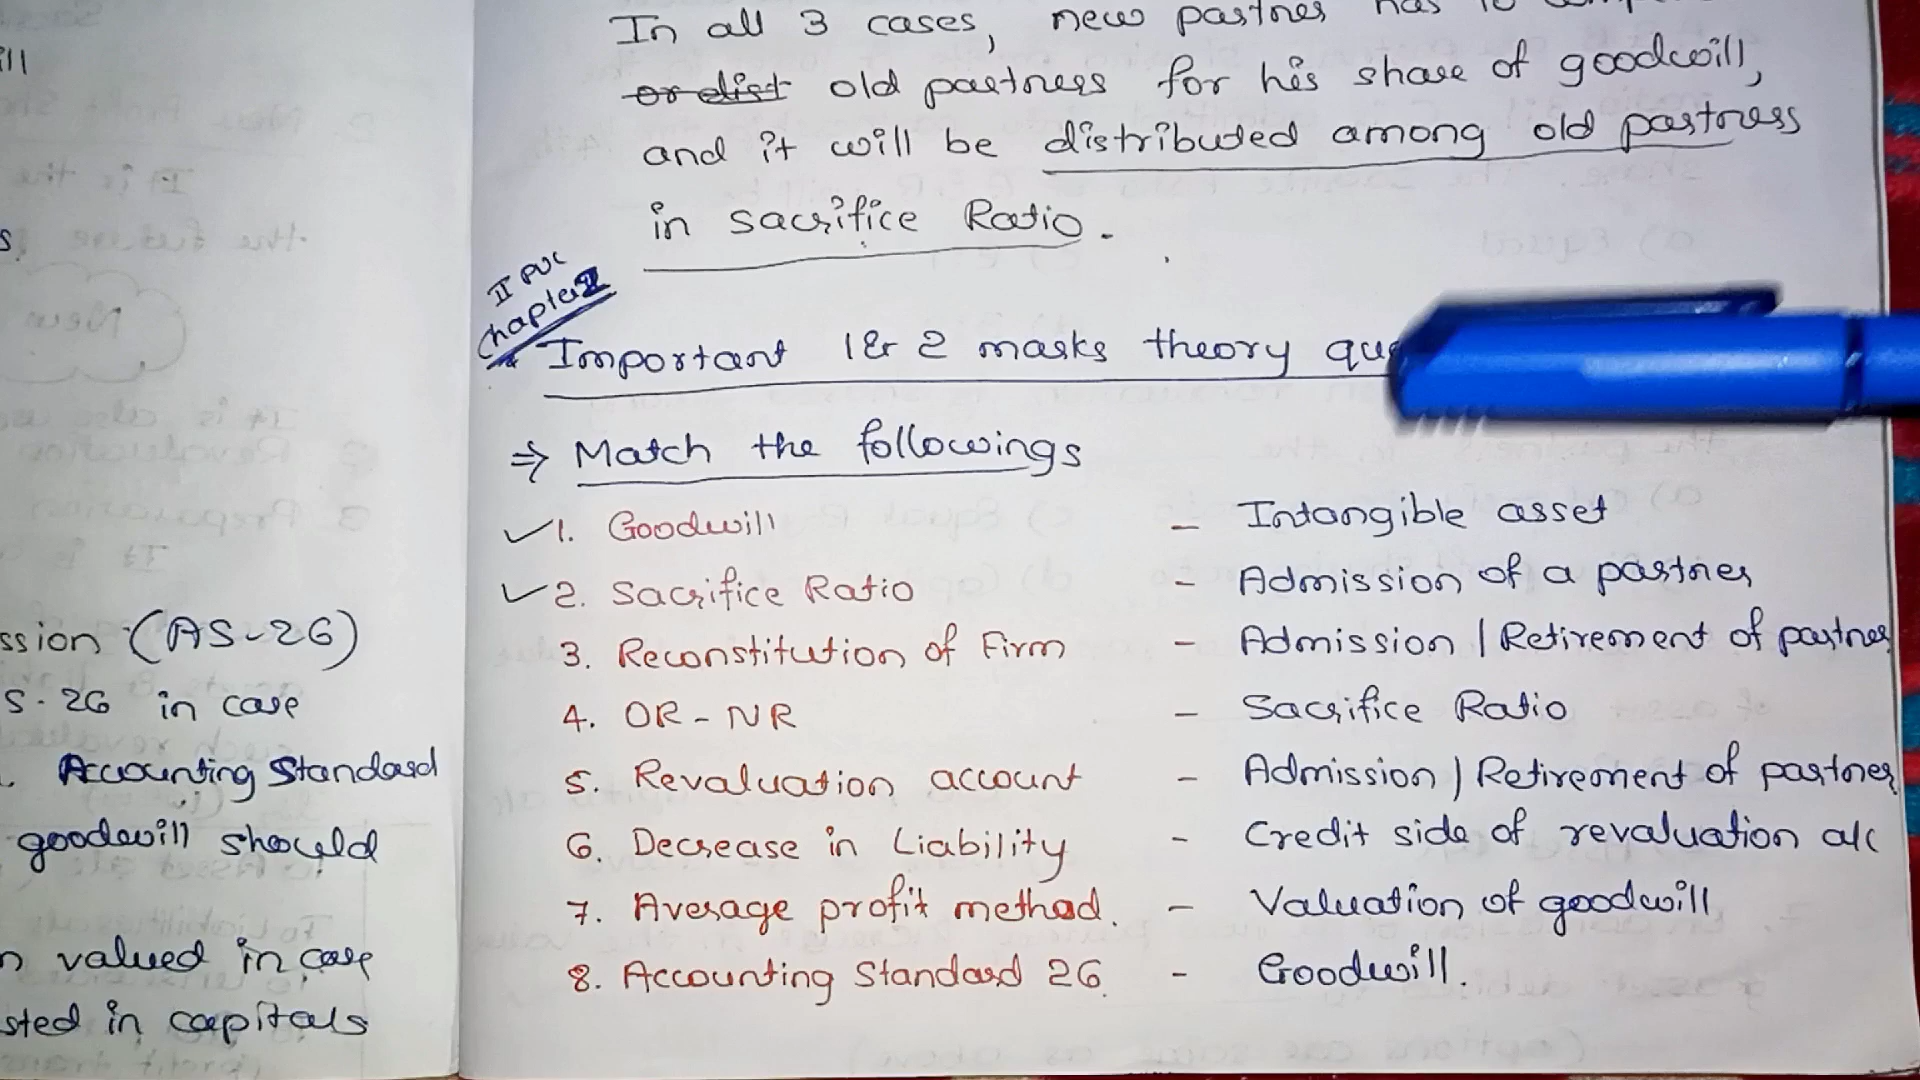 ill
s.
ssion (AS-26)
S-26 in case
Accounting Standard
goodwill should
n valued in case
sted in capitals
In all 3 cases, new partner has to
or dist old partners for his share of goodwill,
and it will be distributed among old partners
in sacrifice Ratio.
II PUC
Chapter 2
* Important 1 & 2 marks theory que
⇒ Match the followings
✓ 1. Goodwill - Intangible asset
✓ 2. Sacrifice Ratio - Admission of a partner
3. Reconstitution of Firm - Admission / Retirement of partner
4. OR - NR - Sacrifice Ratio
5. Revaluation account - Admission / Retirement of partner
6. Decrease in Liability - Credit side of revaluation a/c
7. Average profit method. - Valuation of goodwill
8. Accounting Standard 26 - Goodwill.